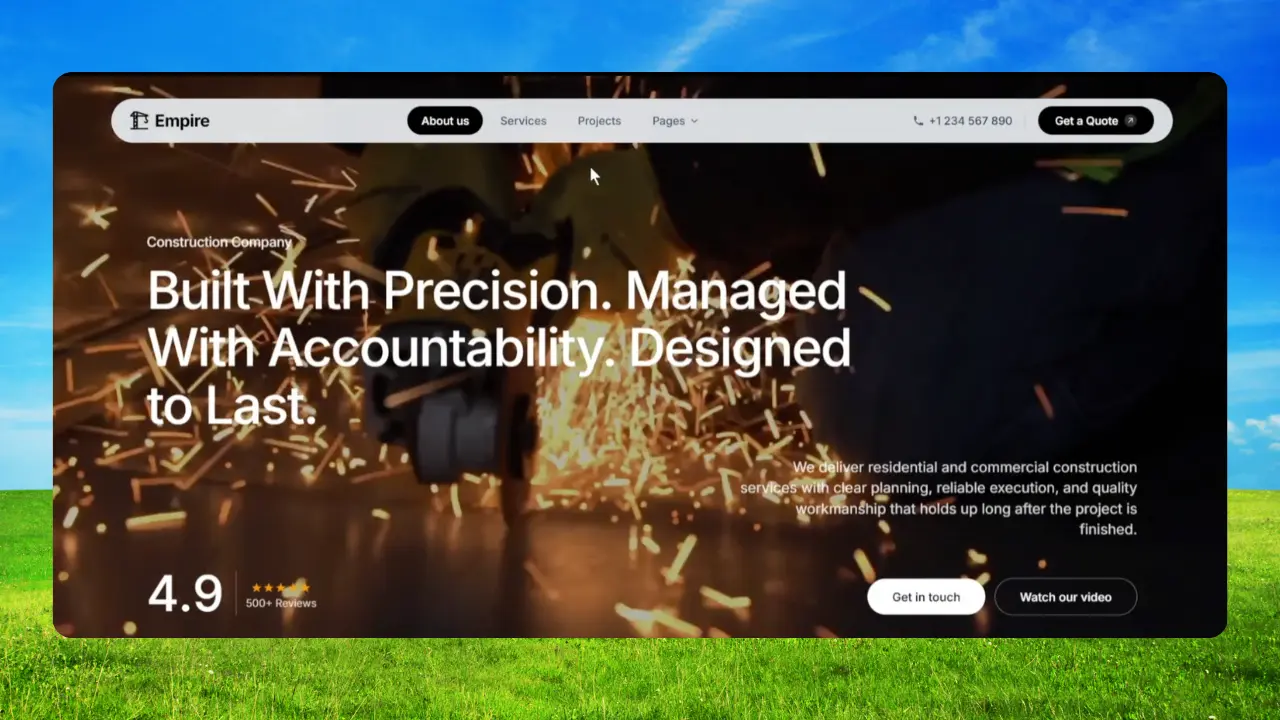 Empire
About us
Services
Projects
Pages
+1 234 567 890
Get a Quote
Construction Company
Built With Precision. Managed
With Accountability. Designed
to Last.
We deliver residential and commercial construction
services with clear planning, reliable execution, and quality
workmanship that holds up long after the project is
finished.
4.9
500+ Reviews
Get in touch
Watch our video